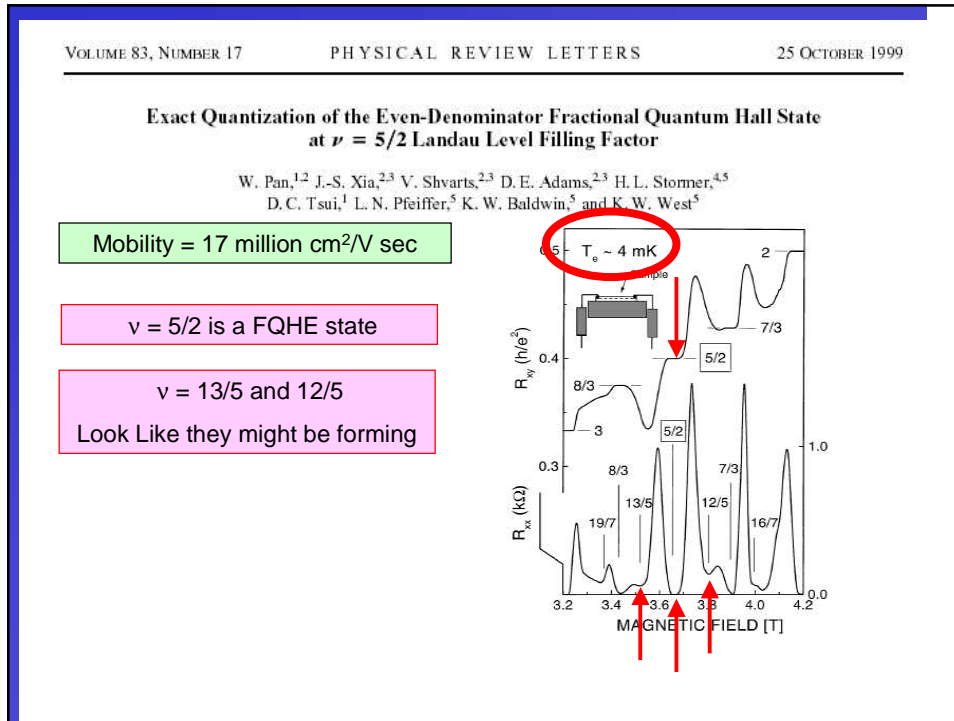 VOLUME 83, NUMBER 17 PHYSICAL REVIEW LETTERS 25 OCTOBER 1999
Exact Quantization of the Even-Denominator Fractional Quantum Hall State
at ν = 5/2 Landau Level Filling Factor
W. Pan,1,2 J.-S. Xia,2,3 V. Shvarts,2,3 D. E. Adams,2,3 H. L. Stormer,4,5
D. C. Tsui,1 L. N. Pfeiffer,5 K. W. Baldwin,5 and K. W. West5
Mobility = 17 million cm2/V sec
ν = 5/2 is a FQHE state
ν = 13/5 and 12/5
Look Like they might be forming
0.5
Te ~ 4 mK
2
7/3
Rxy (h/e2)
0.4
5/2
8/3
3
5/2
1.0
0.3
8/3
7/3
13/5
12/5
Rxx (kΩ)
19/7
16/7
0.0
3.2 3.4 3.6 3.8 4.0 4.2
MAGNETIC FIELD [T]